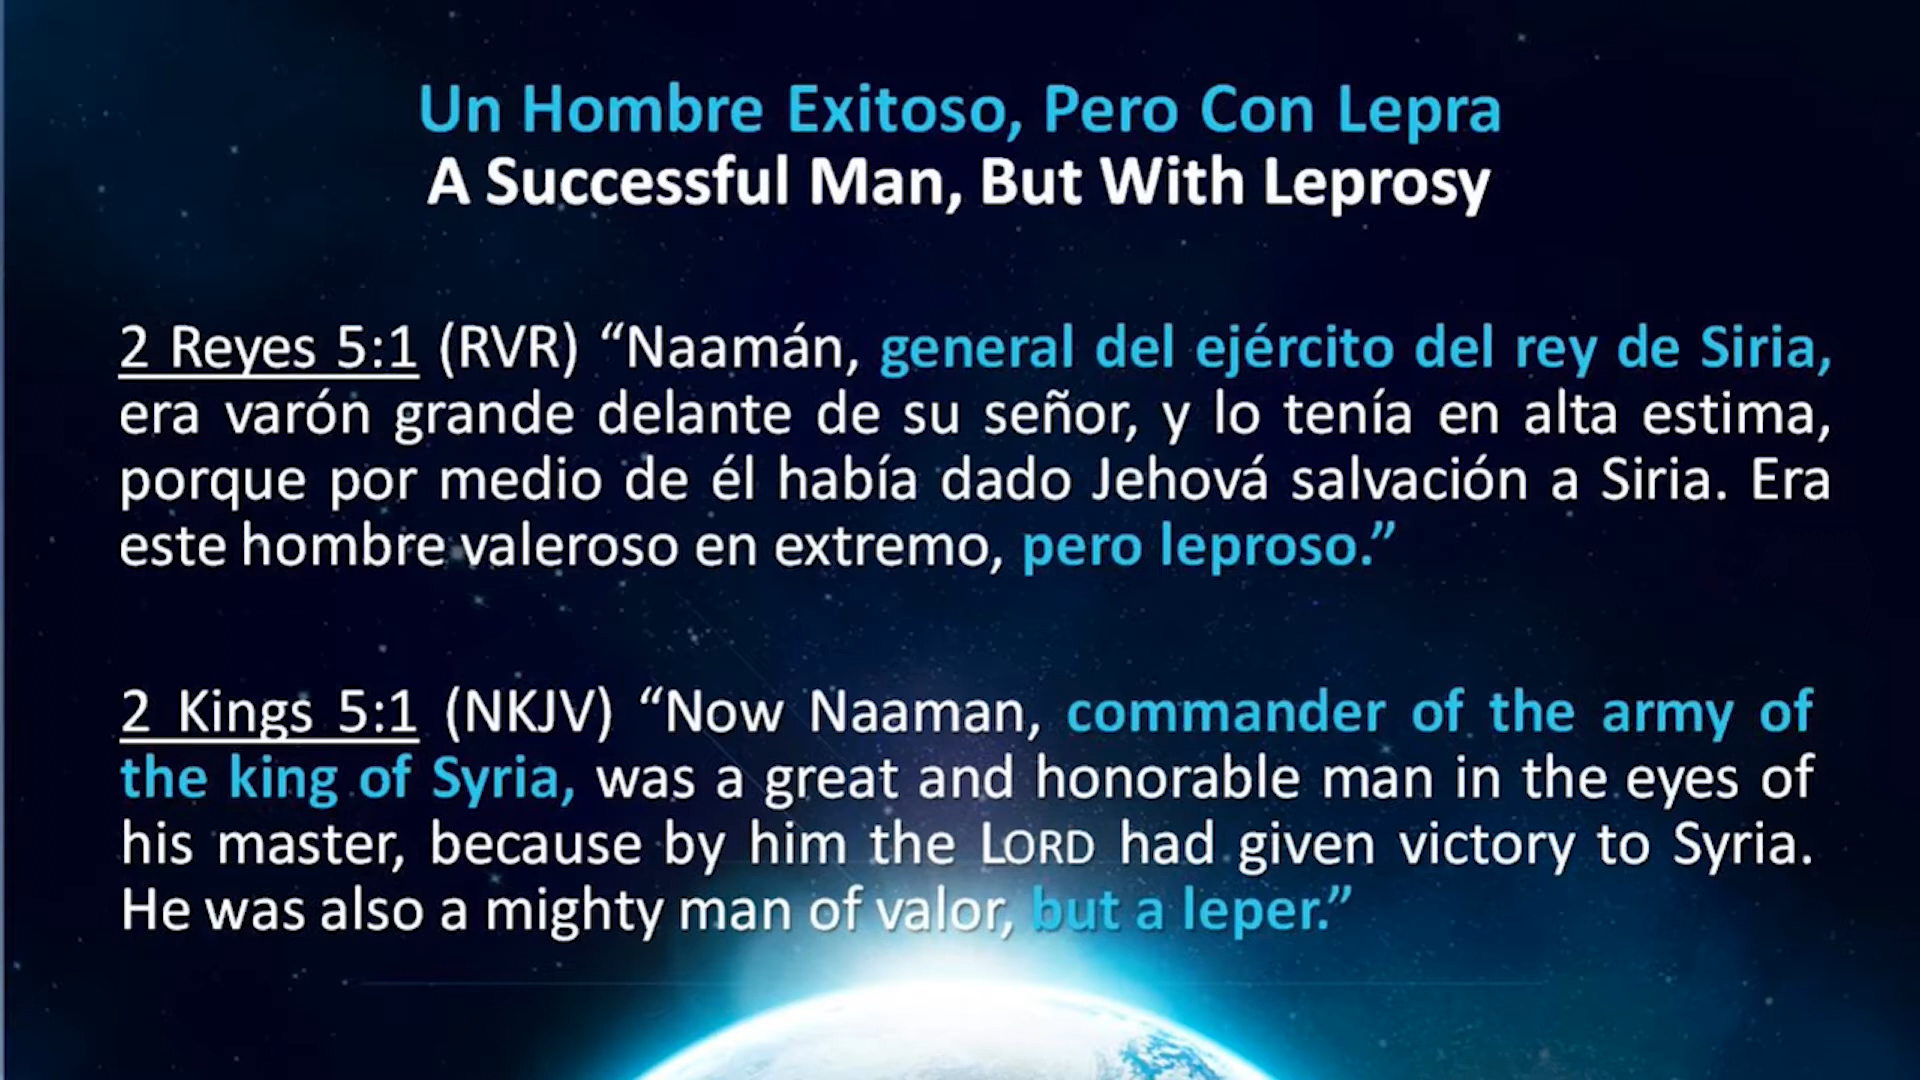 Un Hombre Exitoso, Pero Con Lepra
A Successful Man, But With Leprosy
2 Reyes 5:1 (RVR) “Naamán, general del ejército del rey de Siria,
era varón grande delante de su señor, y lo tenía en alta estima,
porque por medio de él había dado Jehová salvación a Siria. Era
este hombre valeroso en extremo, pero leproso.”
2 Kings 5:1 (NKJV) “Now Naaman, commander of the army of
the king of Syria, was a great and honorable man in the eyes of
his master, because by him the LORD had given victory to Syria.
He was also a mighty man of valor, but a leper.”